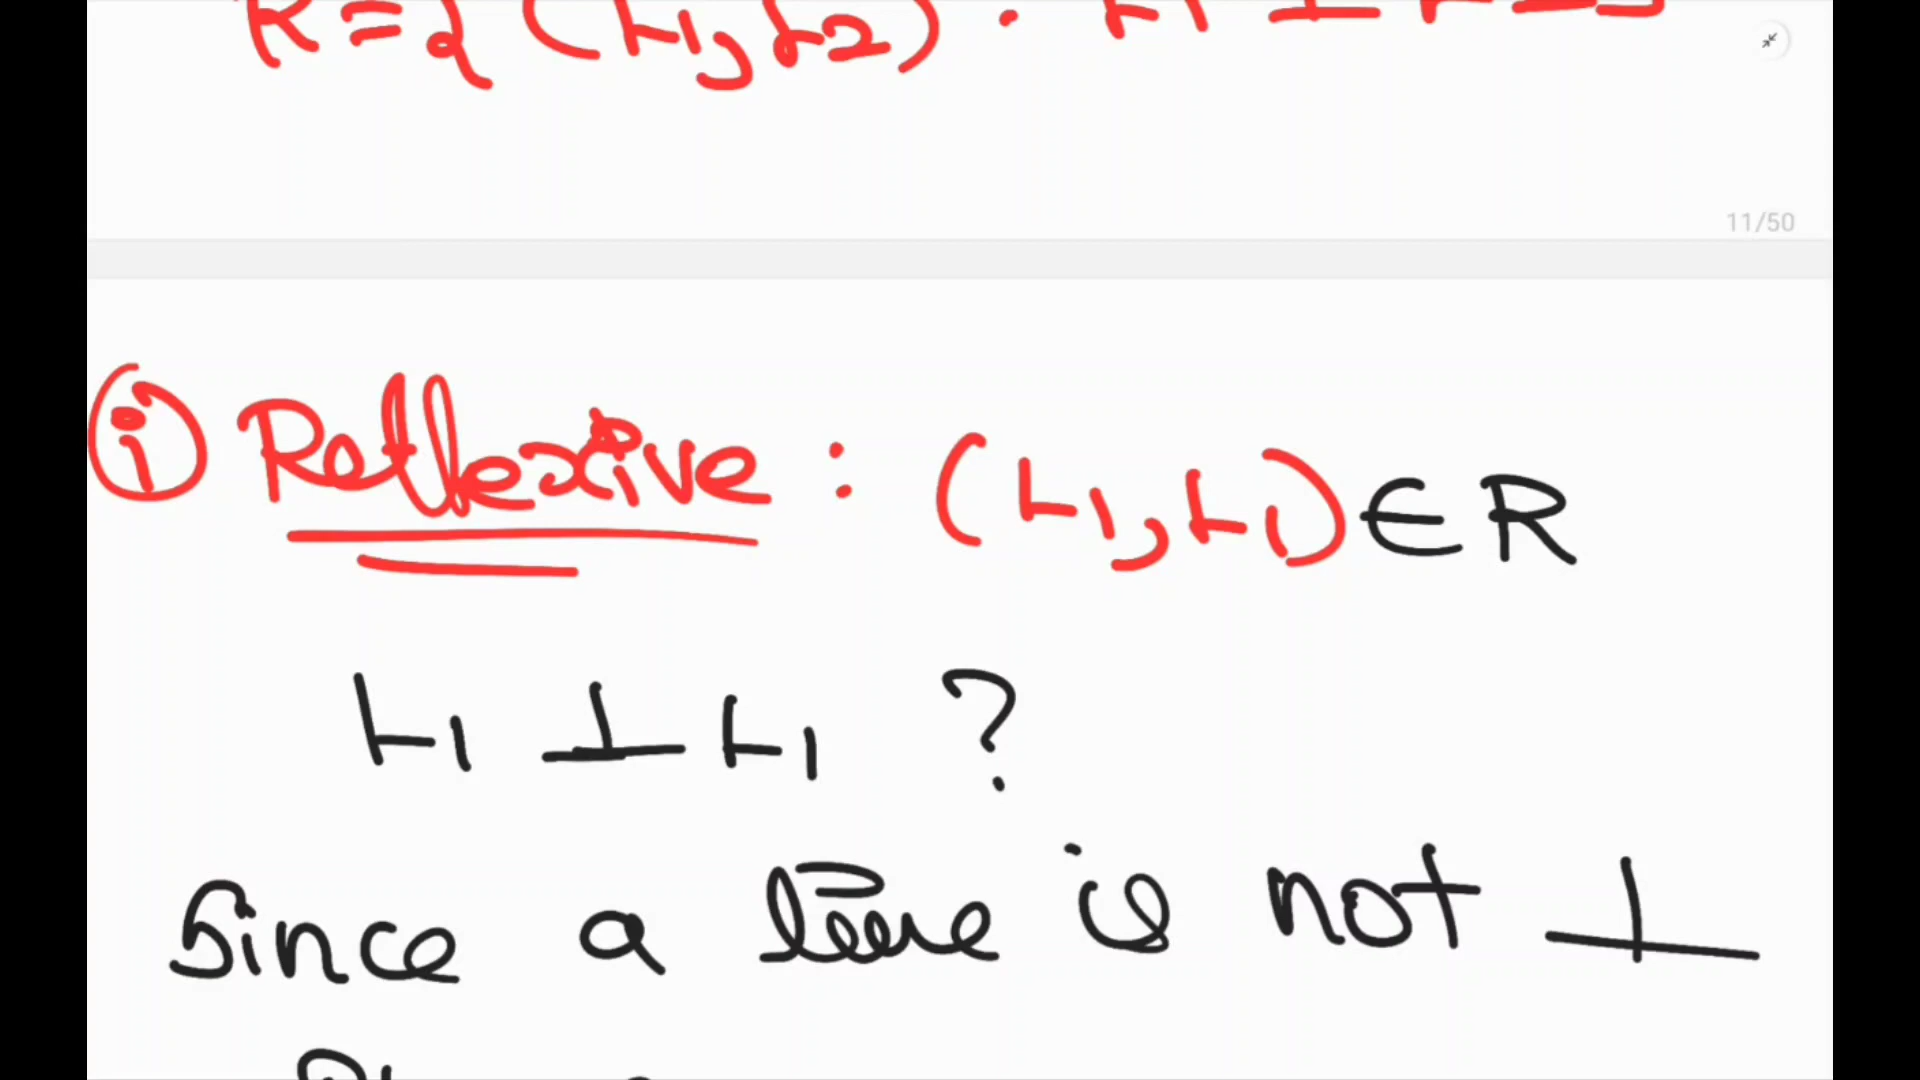 R={(L1,L2) : L1 ⊥ L2}
11/50
(i) Reflexive : (L1,L1)∈R
L1 ⊥ L1 ?
Since a line is not ⊥